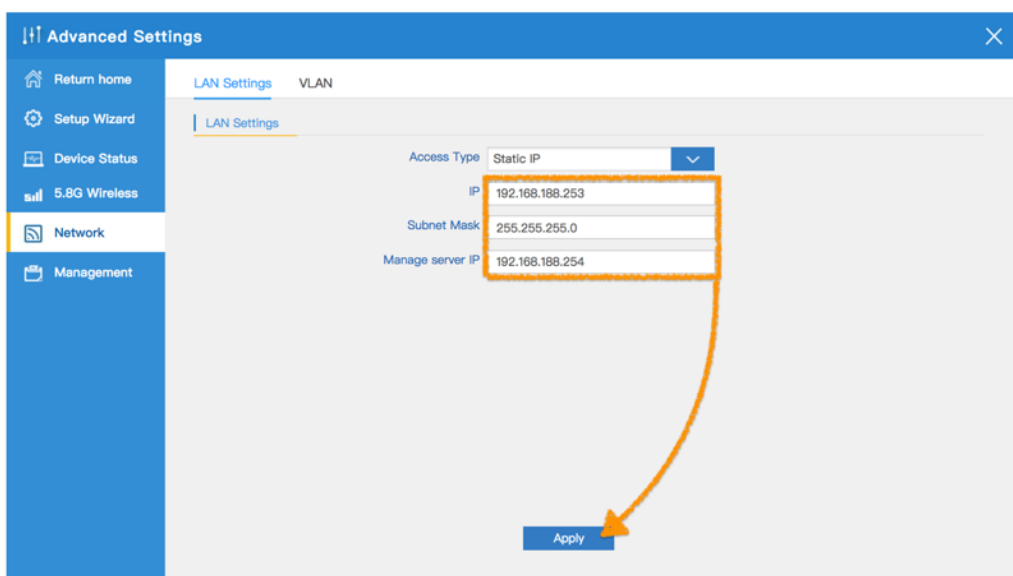 Advanced Settings
Return home
Setup Wizard
Device Status
5.8G Wireless
Network
Management
LAN Settings VLAN
LAN Settings
Access Type Static IP
IP 192.168.188.253
Subnet Mask 255.255.255.0
Manage server IP 192.168.188.254
Apply